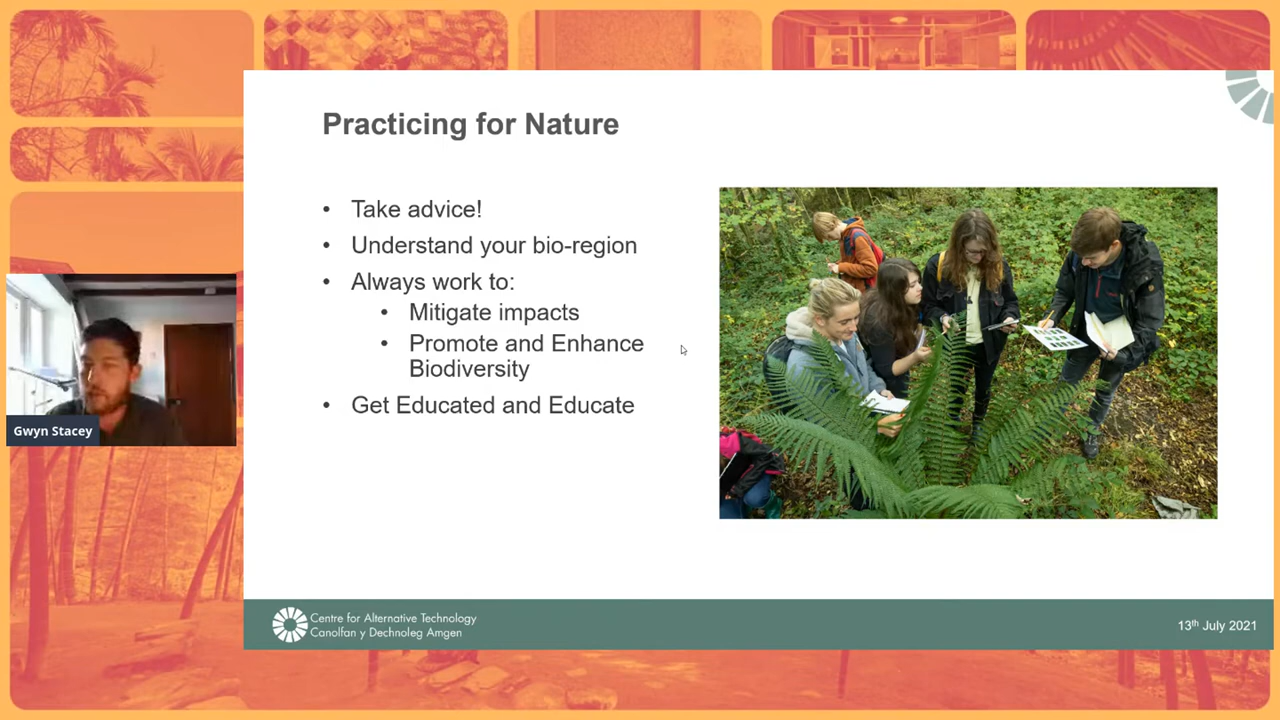 Practicing for Nature
• Take advice!
• Understand your bio-region
• Always work to:
• Mitigate impacts
• Promote and Enhance
Biodiversity
• Get Educated and Educate
Gwyn Stacey
Centre for Alternative Technology
Canolfan y Dechnoleg Amgen
13th July 2021